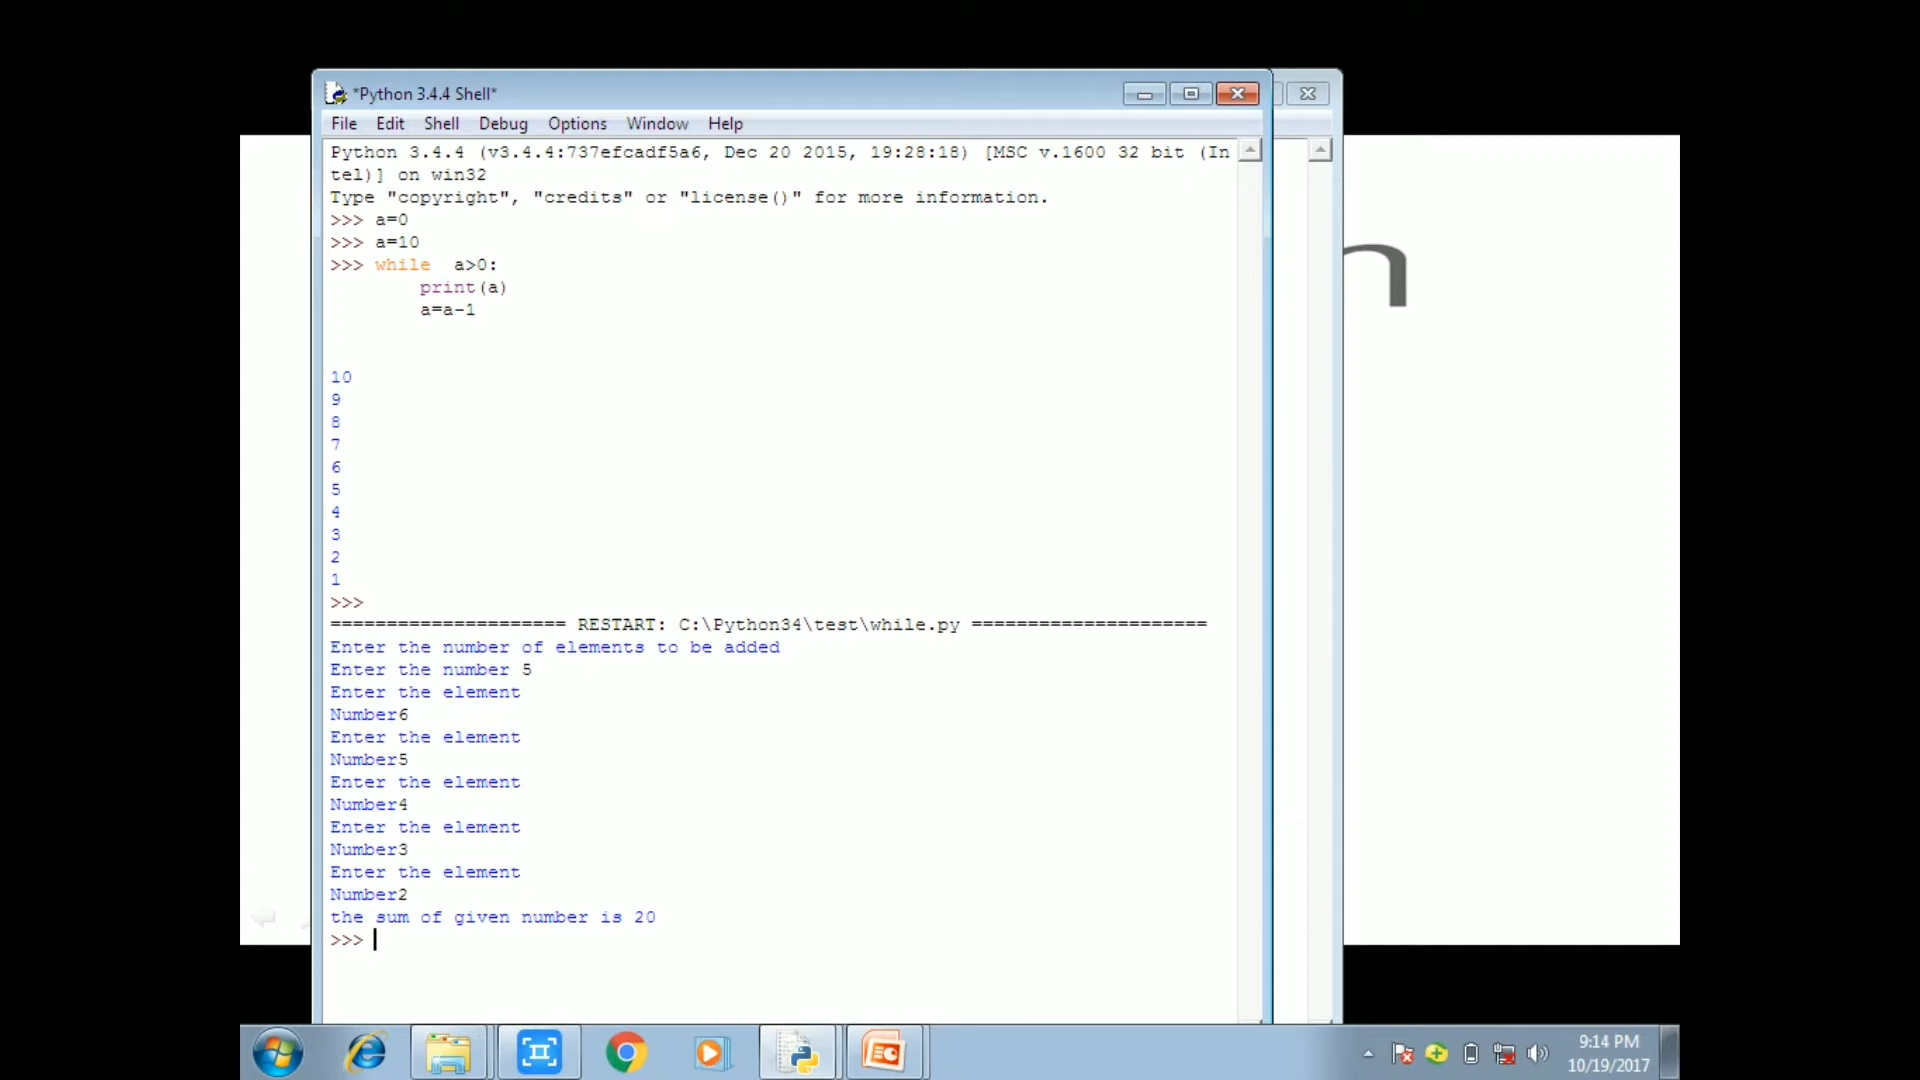 *Python 3.4.4 Shell*
File Edit Shell Debug Options Window Help
Python 3.4.4 (v3.4.4:737efcadf5a6, Dec 20 2015, 19:28:18) [MSC v.1600 32 bit (In
tel)] on win32
Type "copyright", "credits" or "license()" for more information.
>>> a=0
>>> a=10
>>> while  a>0:
        print(a)
        a=a-1
10
9
8
7
6
5
4
3
2
1
>>>
===================== RESTART: C:\Python34\test\while.py =====================
Enter the number of elements to be added
Enter the number 5
Enter the element
Number6
Enter the element
Number5
Enter the element
Number4
Enter the element
Number3
Enter the element
Number2
the sum of given number is 20
>>>
n
9:14 PM
10/19/2017